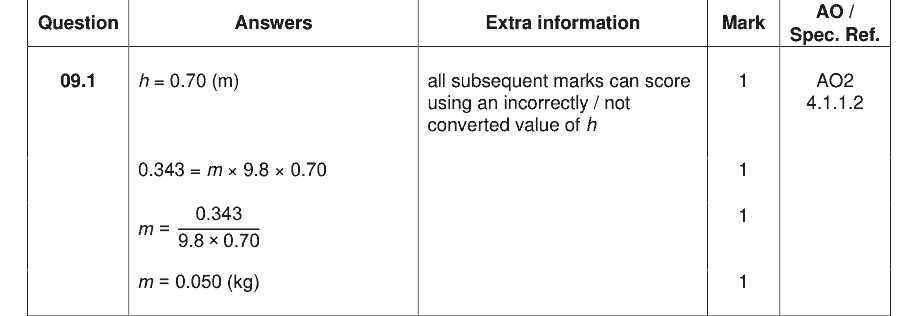 Question Answers Extra information Mark AO /
Spec. Ref.
09.1 h = 0.70 (m) all subsequent marks can score 1 AO2
using an incorrectly / not 4.1.1.2
converted value of h
0.343 = m × 9.8 × 0.70 1
m = 0.343 1
9.8 × 0.70
m = 0.050 (kg) 1